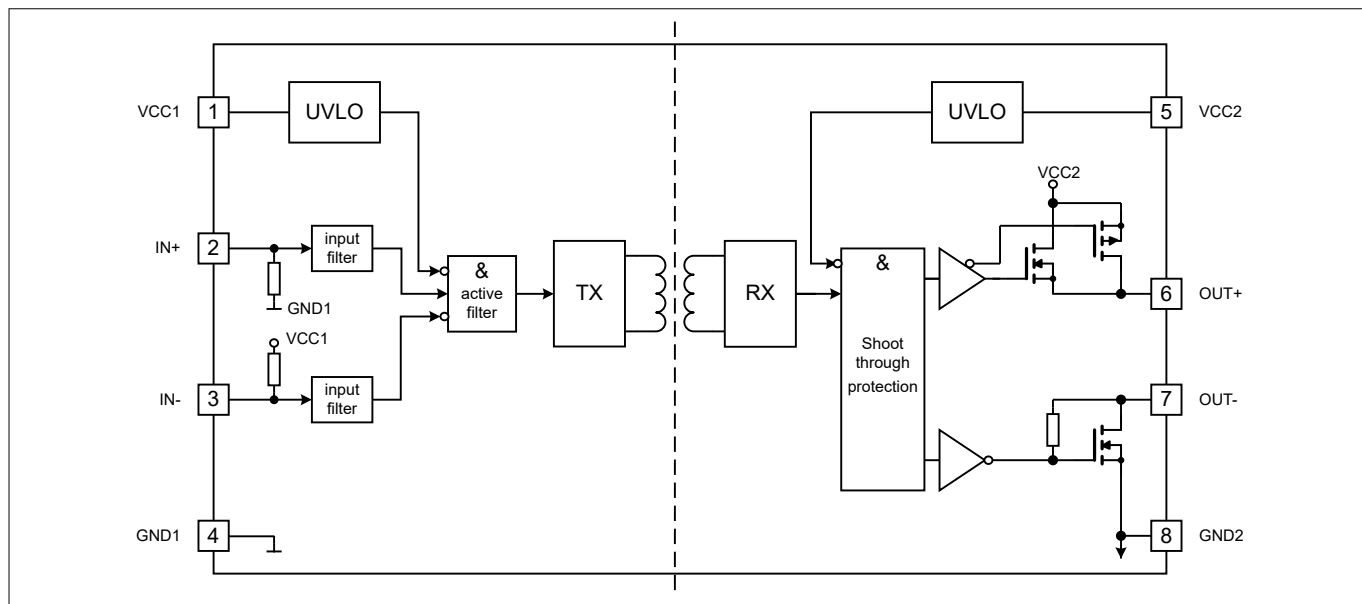 VCC1
1
UVLO
UVLO
5
VCC2
VCC2
IN+
2
input
filter
GND1
&
active
filter
TX
RX
&
Shoot
through
protection
6
OUT+
VCC1
IN-
3
input
filter
7
OUT-
GND1
4
8
GND2